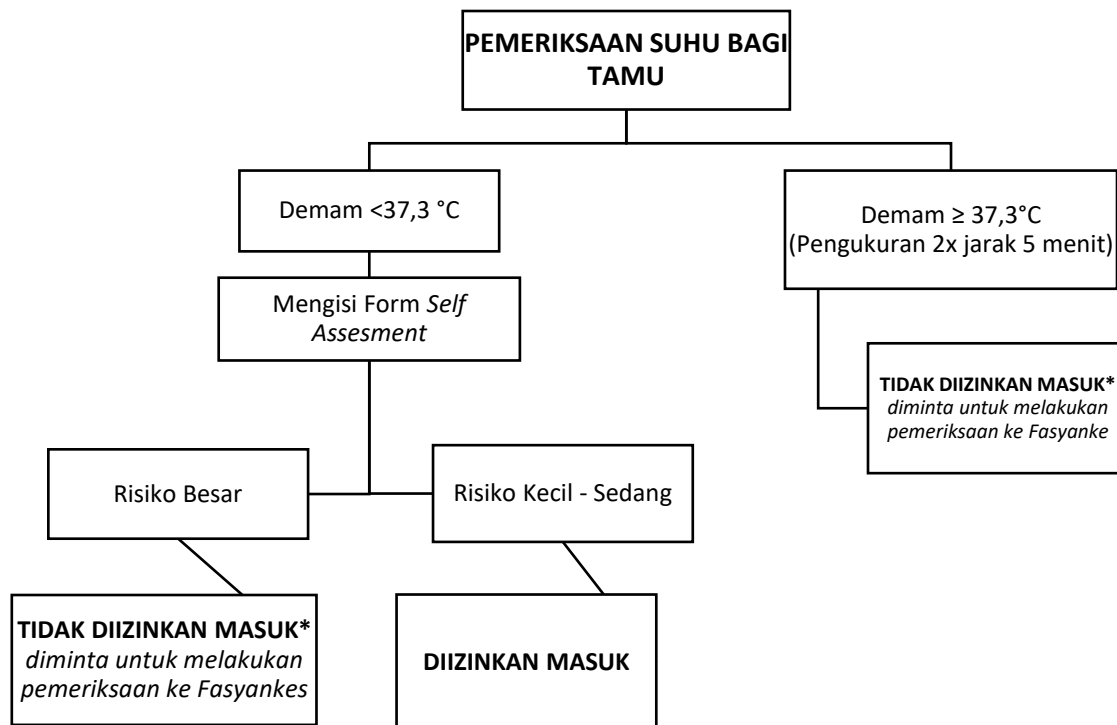 PEMERIKSAAN SUHU BAGI
TAMU
Demam <37,3 °C
Demam ≥ 37,3°C
(Pengukuran 2x jarak 5 menit)
Mengisi Form Self
Assesment
TIDAK DIIZINKAN MASUK*
diminta untuk melakukan
pemeriksaan ke Fasyanke
Risiko Besar
Risiko Kecil - Sedang
TIDAK DIIZINKAN MASUK*
diminta untuk melakukan
pemeriksaan ke Fasyankes
DIIZINKAN MASUK